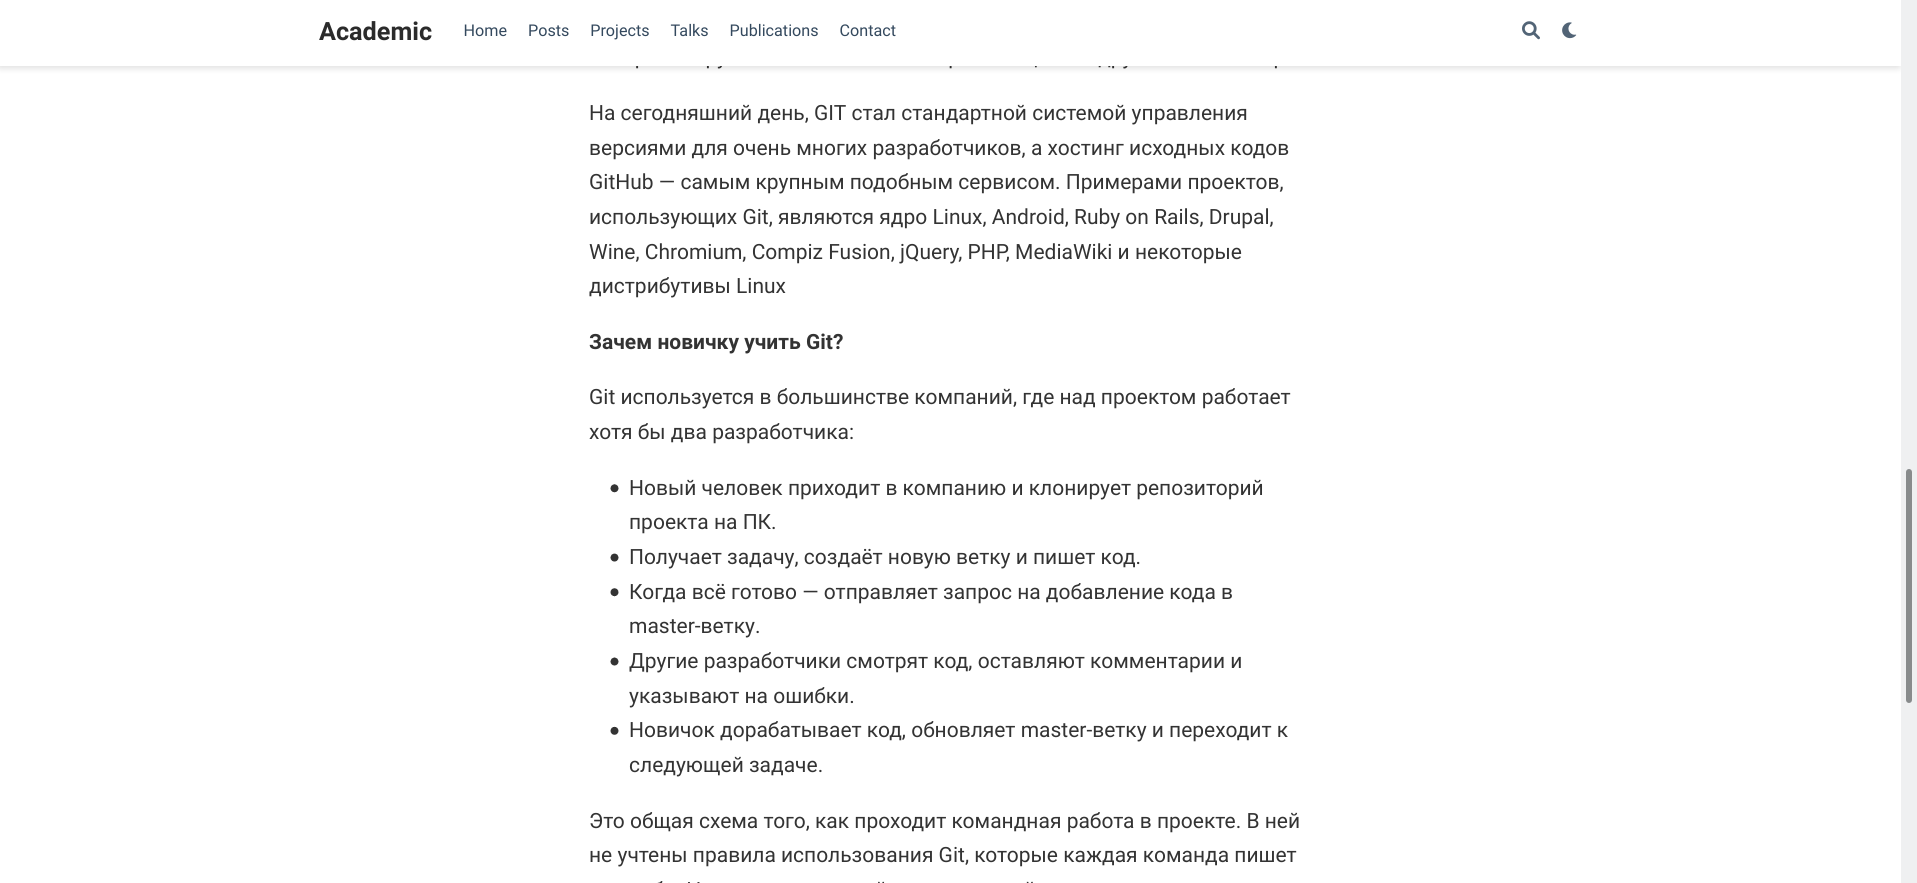 Academic Home Posts Projects Talks Publications Contact
На сегодняшний день, GIT стал стандартной системой управления
версиями для очень многих разработчиков, а хостинг исходных кодов
GitHub — самым крупным подобным сервисом. Примерами проектов,
использующих Git, являются ядро Linux, Android, Ruby on Rails, Drupal,
Wine, Chromium, Compiz Fusion, jQuery, PHP, MediaWiki и некоторые
дистрибутивы Linux
Зачем новичку учить Git?
Git используется в большинстве компаний, где над проектом работает
хотя бы два разработчика:
• Новый человек приходит в компанию и клонирует репозиторий
проекта на ПК.
• Получает задачу, создаёт новую ветку и пишет код.
• Когда всё готово — отправляет запрос на добавление кода в
master-ветку.
• Другие разработчики смотрят код, оставляют комментарии и
указывают на ошибки.
• Новичок дорабатывает код, обновляет master-ветку и переходит к
следующей задаче.
Это общая схема того, как проходит командная работа в проекте. В ней
не учтены правила использования Git, которые каждая команда пишет